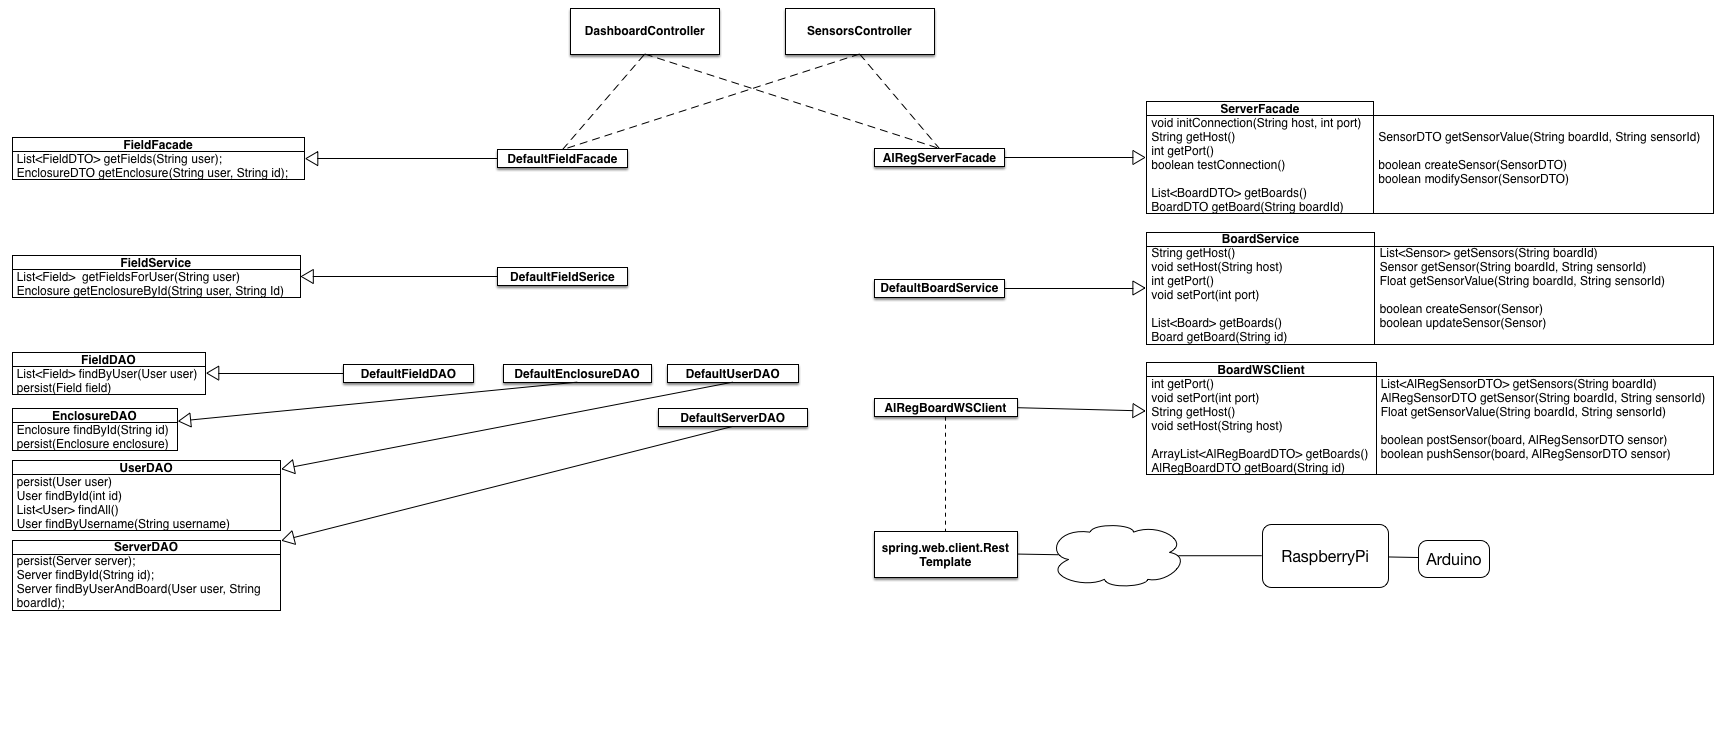 DashboardController
SensorsController
FieldFacade
List<FieldDTO> getFields(String user);
EnclosureDTO getEnclosure(String user, String id);
DefaultFieldFacade
AlRegServerFacade
ServerFacade
void initConnection(String host, int port)
String getHost()
int getPort()
boolean testConnection()
List<BoardDTO> getBoards()
BoardDTO getBoard(String boardId)
SensorDTO getSensorValue(String boardId, String sensorId)
boolean createSensor(SensorDTO)
boolean modifySensor(SensorDTO)
FieldService
List<Field>  getFieldsForUser(String user)
Enclosure getEnclosureById(String user, String Id)
DefaultFieldSerice
DefaultBoardService
BoardService
String getHost()
void setHost(String host)
int getPort()
void setPort(int port)
List<Board> getBoards()
Board getBoard(String id)
List<Sensor> getSensors(String boardId)
Sensor getSensor(String boardId, String sensorId)
Float getSensorValue(String boardId, String sensorId)
boolean createSensor(Sensor)
boolean updateSensor(Sensor)
FieldDAO
List<Field> findByUser(User user)
persist(Field field)
DefaultFieldDAO
DefaultEnclosureDAO
DefaultUserDAO
EnclosureDAO
Enclosure findById(String id)
persist(Enclosure enclosure)
DefaultServerDAO
AlRegBoardWSClient
BoardWSClient
int getPort()
void setPort(int port)
String getHost()
void setHost(String host)
ArrayList<AlRegBoardDTO> getBoards()
AlRegBoardDTO getBoard(String id)
List<AlRegSensorDTO> getSensors(String boardId)
AlRegSensorDTO getSensor(String boardId, String sensorId)
Float getSensorValue(String boardId, String sensorId)
boolean postSensor(board, AlRegSensorDTO sensor)
boolean pushSensor(board, AlRegSensorDTO sensor)
UserDAO
persist(User user)
User findById(int id)
List<User> findAll()
User findByUsername(String username)
ServerDAO
persist(Server server);
Server findById(String id);
Server findByUserAndBoard(User user, String
boardId);
spring.web.client.Rest
Template
RaspberryPi
Arduino